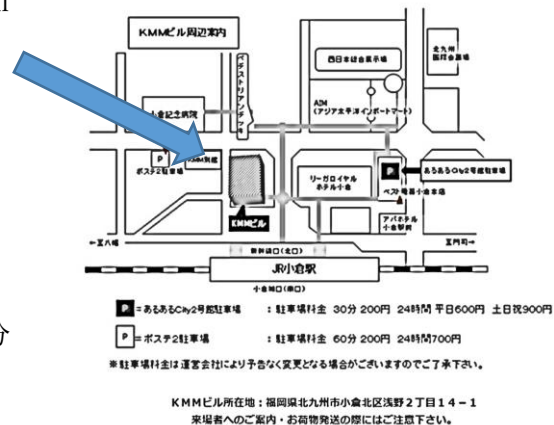 KMMビル周辺案内
ペデストリアンデッキ
西日本総合展示場
北九州
国際会議場
小倉記念病院
AIM
(アジア太平洋インポートマート)
P
ポステ2駐車場
KMM別館
リーガロイヤル
ホテル小倉
P
あるあるCity2号館駐車場
ベスト電器小倉本店
アパホテル
小倉駅前
KMMビル
←至八幡
新幹線口(北口)
至門司→
JR小倉駅
小倉城口(南口)
P =あるあるCity2号館駐車場 :駐車場料金 30分 200円 24時間 平日600円 土日祝900円
分
P =ポステ2駐車場 :駐車場料金 60分 200円 24時間700円
※駐車場料金は運営会社により予告なく変更となる場合がございますのでご了承下さい。
KMMビル所在地:福岡県北九州市小倉北区浅野2丁目14-1
来場者へのご案内・お荷物発送の際にはご注意下さい。